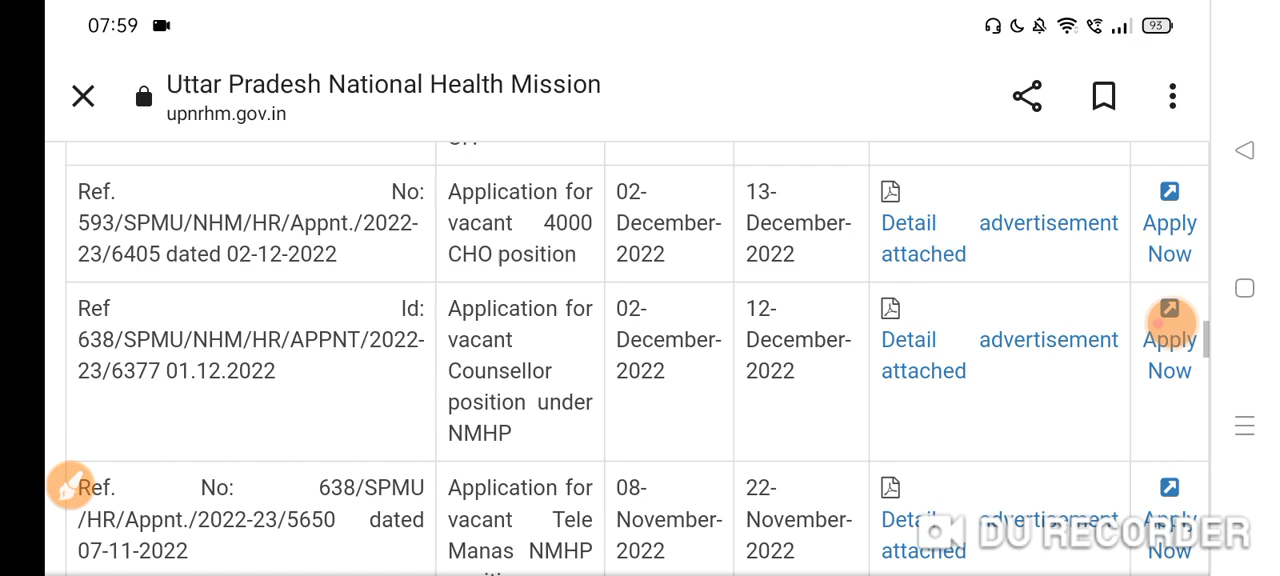 07:59
93
Uttar Pradesh National Health Mission
upnrhm.gov.in
Ref. No: 593/SPMU/NHM/HR/Appnt./2022-
23/6405 dated 02-12-2022
Application for
vacant 4000
CHO position
02-
December-
2022
13-
December-
2022
Detail advertisement
attached
Apply
Now
Ref Id:
638/SPMU/NHM/HR/APPNT/2022-
23/6377 01.12.2022
Application for
vacant
Counsellor
position under
NMHP
02-
December-
2022
12-
December-
2022
Detail advertisement
attached
Apply
Now
Ref. No: 638/SPMU
/HR/Appnt./2022-23/5650 dated
07-11-2022
Application for
vacant Tele
Manas NMHP
08-
November-
2022
22-
November-
2022
Detail advertisement
attached
Apply
Now
DU RECORDER